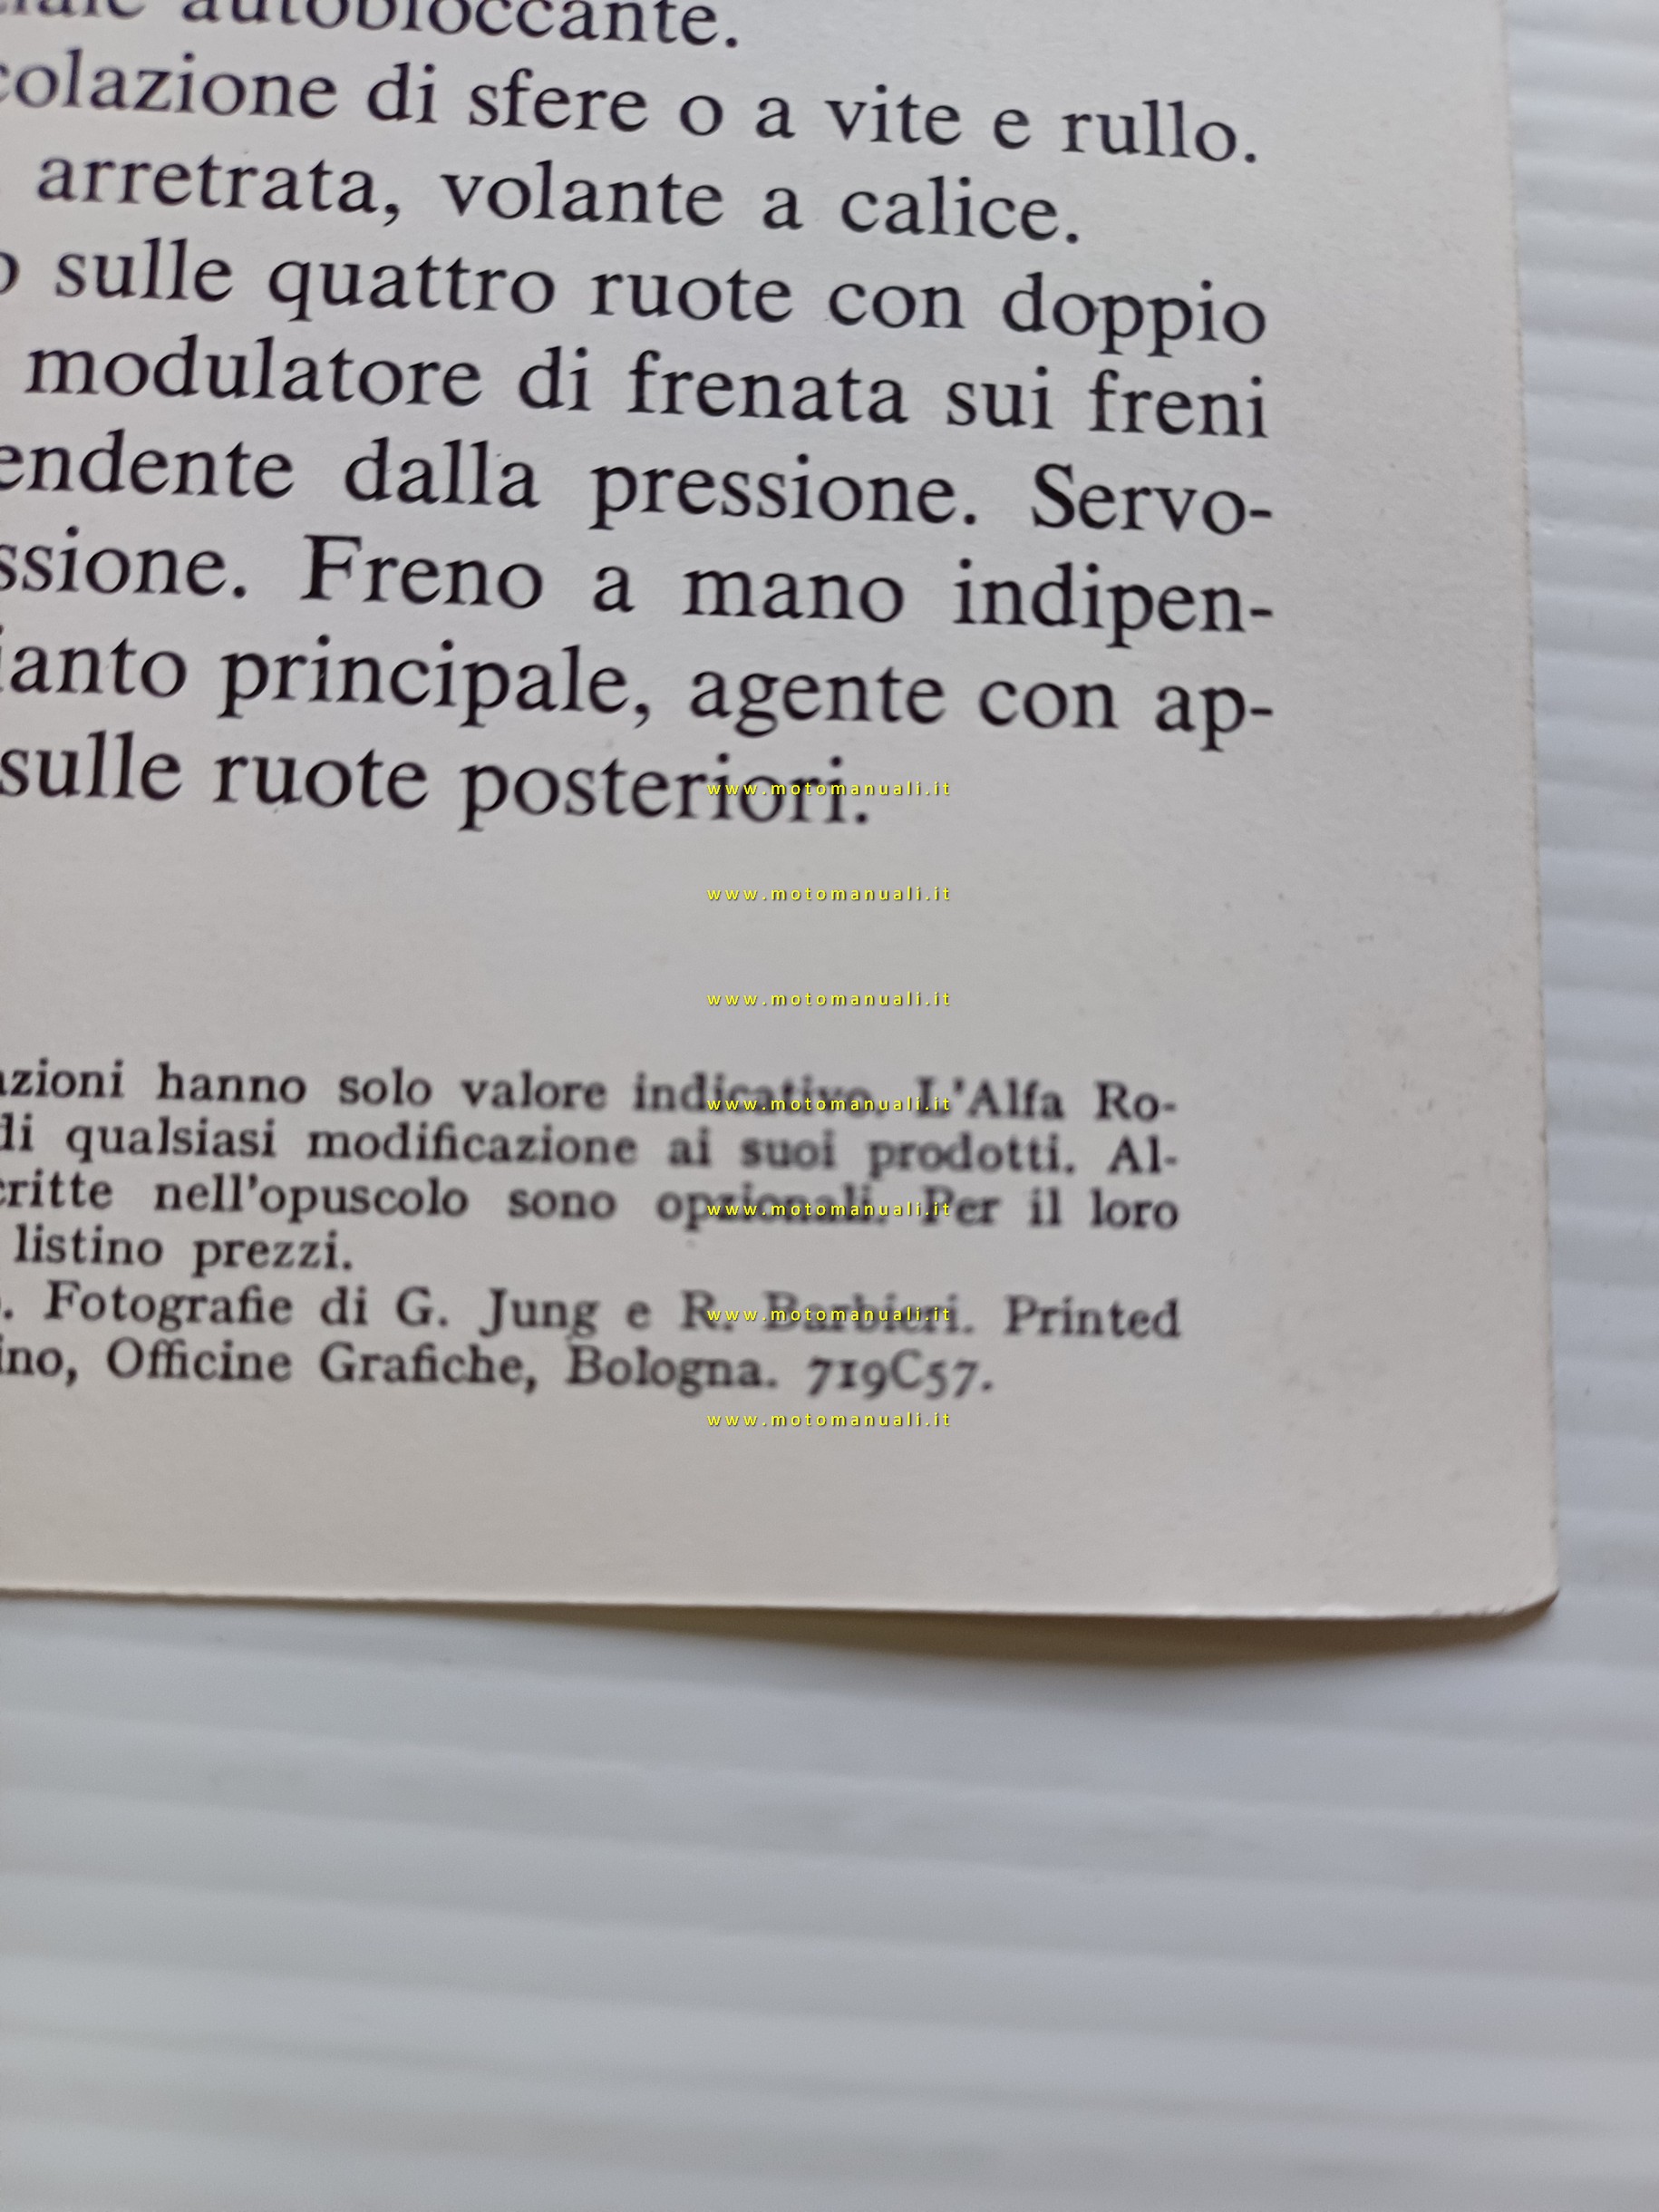 autobloccante.
colazione di sfere o a vite e rullo.
arretrata, volante a calice.
o sulle quattro ruote con doppio
modulatore di frenata sui freni
endente dalla pressione. Servo-
ssione. Freno a mano indipen-
ianto principale, agente con ap-
sulle ruote posteriori.
www.motomanuali.it
www.motomanuali.it
www.motomanuali.it
azioni hanno solo valore indicativo. L'Alfa Ro-
www.motomanuali.it
di qualsiasi modificazione ai suoi prodotti. Al-
critte nell'opuscolo sono opzionali. Per il loro
www.motomanuali.it
listino prezzi.
. Fotografie di G. Jung e R. Barbieri. Printed
www.motomanuali.it
ino, Officine Grafiche, Bologna. 719C57.
www.motomanuali.it